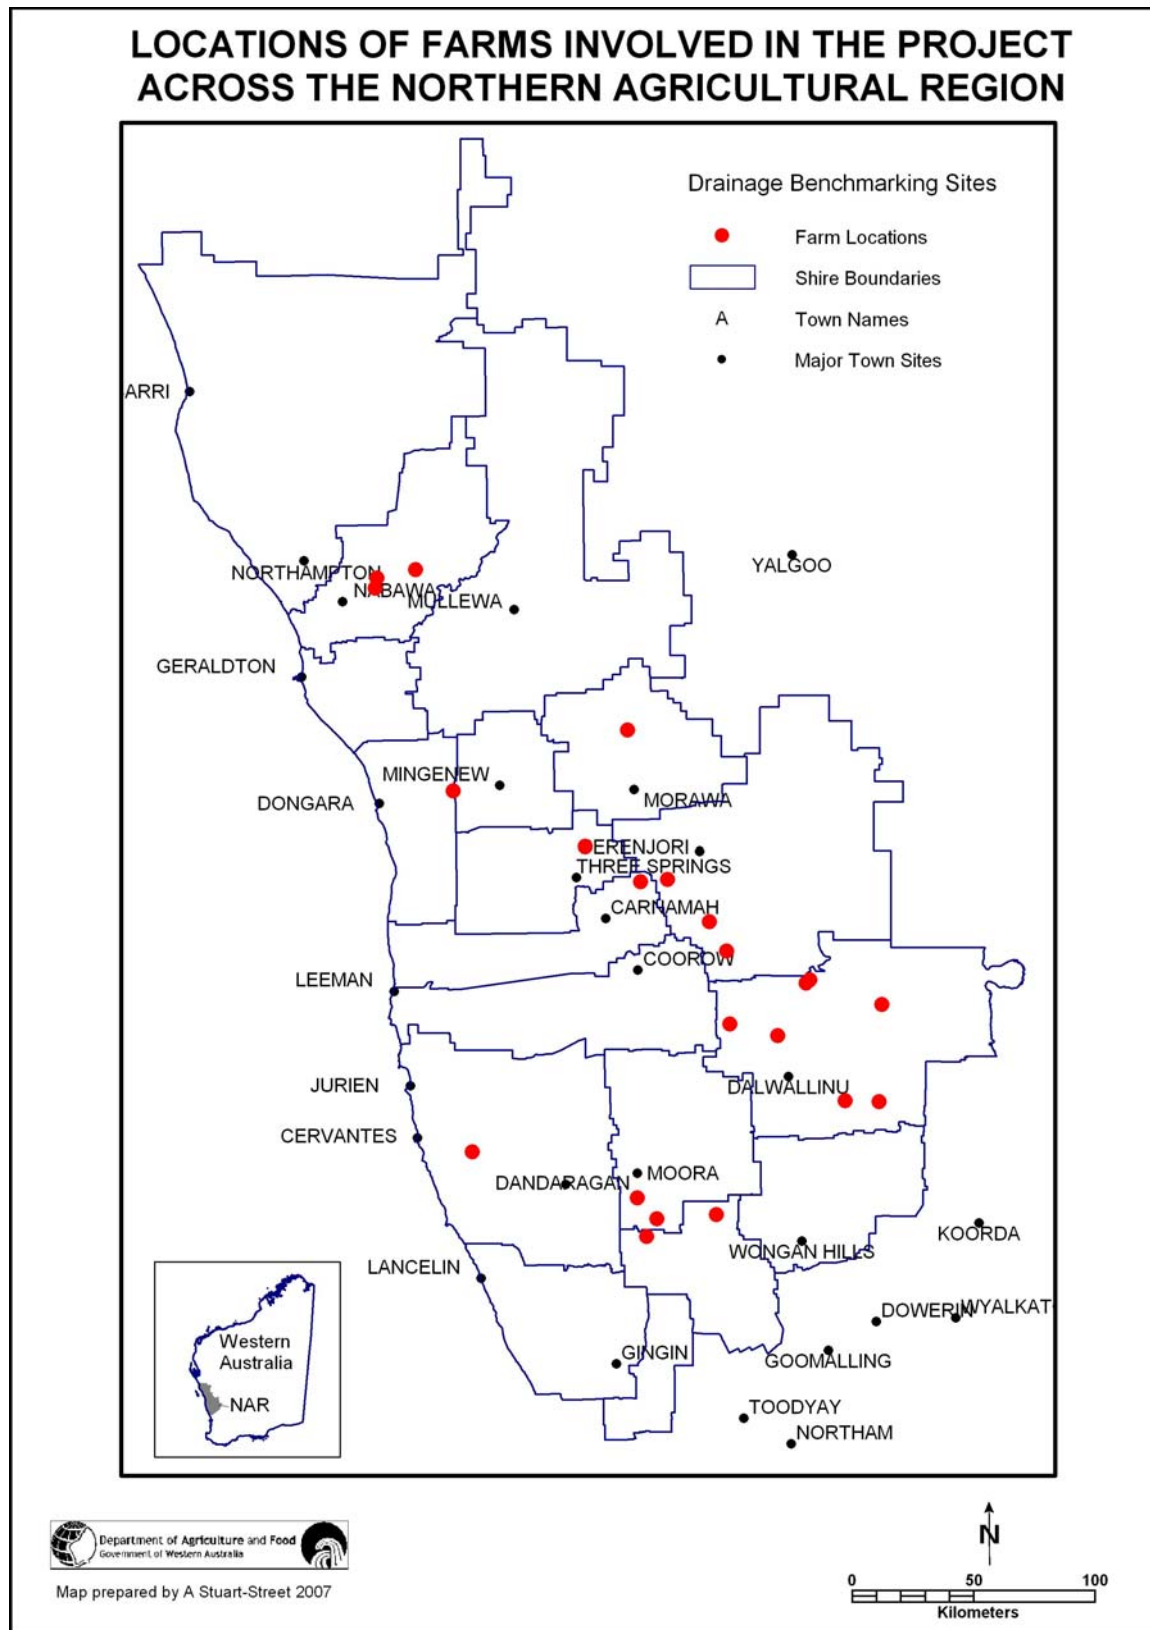 LOCATIONS OF FARMS INVOLVED IN THE PROJECT
ACROSS THE NORTHERN AGRICULTURAL REGION
Drainage Benchmarking Sites
Farm Locations
Shire Boundaries
A Town Names
Major Town Sites
ARRI
YALGOO
NORTHAMPTON
NABAWA
MULLEWA
GERALDTON
MINGENEW
DONGARA
MORAWA
ERENJORI
THREE SPRINGS
CARNAMAH
COOROW
LEEMAN
JURIEN
DALWALLINU
CERVANTES
MOORA
DANDARAGAN
KOORDA
WONGAN HILLS
LANCELIN
DOWERIN
WYALKAT
GINGIN
GOOMALLING
TOODYAY
NORTHAM
Western
Australia
NAR
Department of Agriculture and Food
Government of Western Australia
Map prepared by A Stuart-Street 2007
N
0 50 100
Kilometers